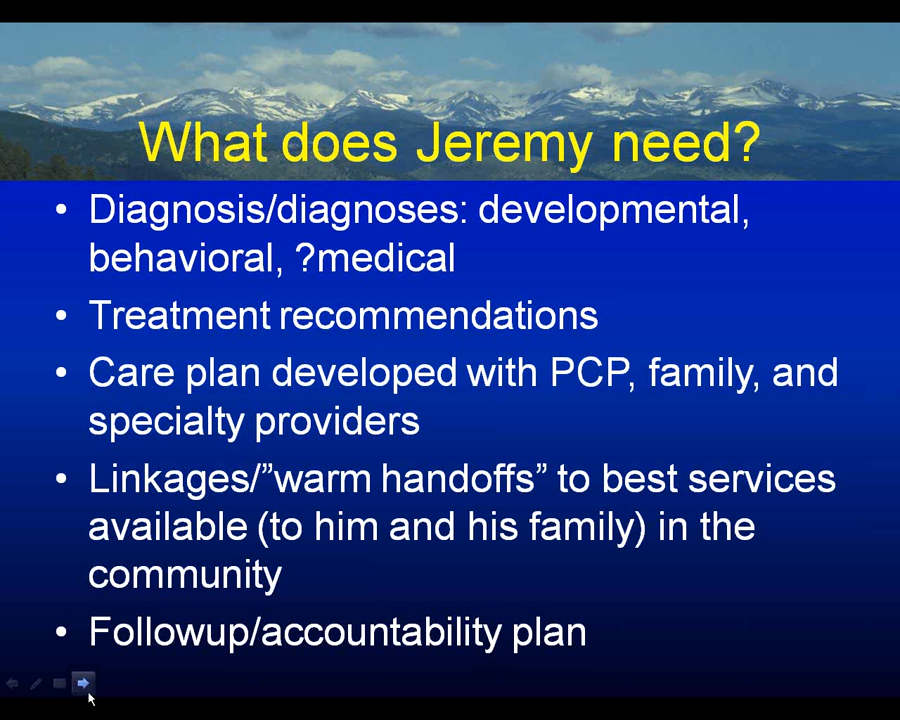 What does Jeremy need?
• Diagnosis/diagnoses: developmental,
behavioral, ?medical
• Treatment recommendations
• Care plan developed with PCP, family, and
specialty providers
• Linkages/”warm handoffs” to best services
available (to him and his family) in the
community
• Followup/accountability plan